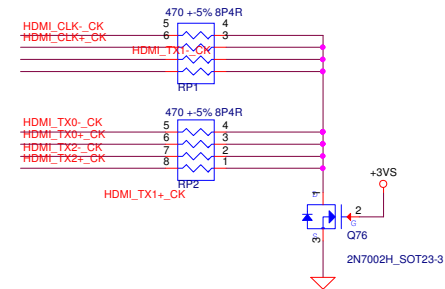 470 +-5% 8P4R
HDMI_CLK-_CK
5
4
HDMI_CLK+_CK
6
3
HDMI_TX1-_CK
RP1
470 +-5% 8P4R
HDMI_TX0-_CK
5
4
HDMI_TX0+_CK
6
3
HDMI_TX2-_CK
7
2
HDMI_TX2+_CK
8
1
RP2
HDMI_TX1+_CK
+3VS
1
D
2
G
S
3
Q76
2N7002H_SOT23-3